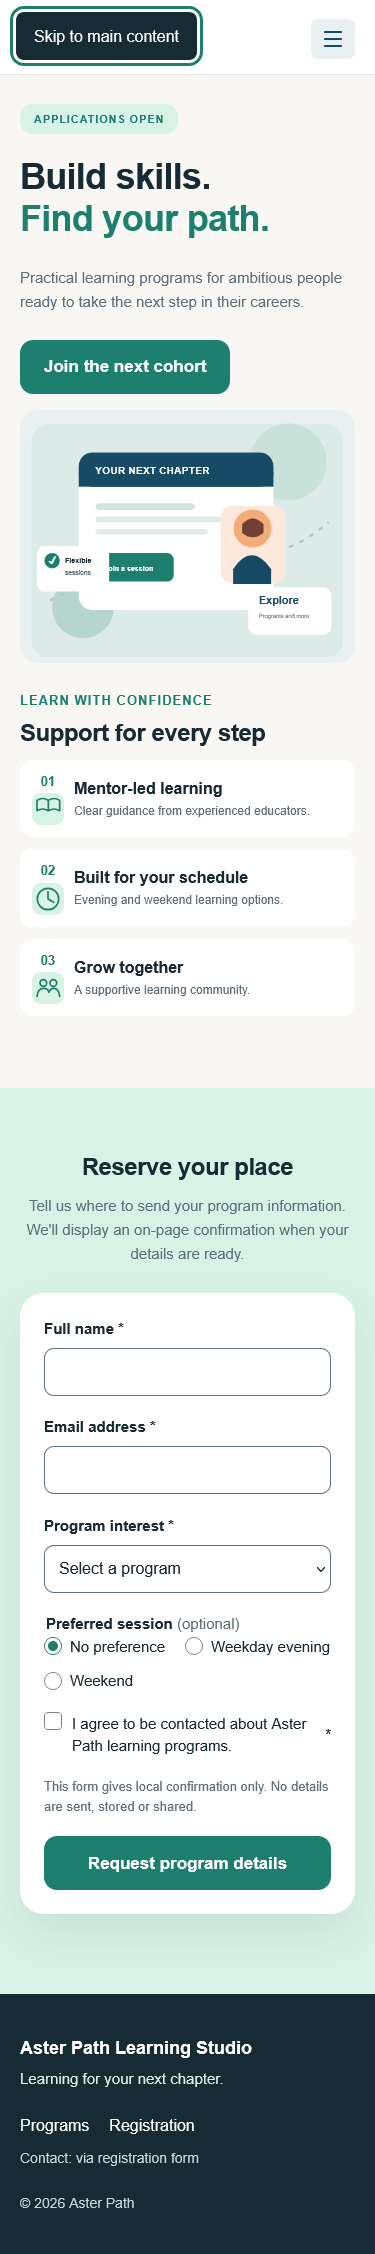 Skip to main content
APPLICATIONS OPEN
Build skills.
Find your path.
Practical learning programs for ambitious people
ready to take the next step in their careers.
Join the next cohort
YOUR NEXT CHAPTER
Flexible
sessions
oin a session
Explore
Programs and more
LEARN WITH CONFIDENCE
Support for every step
01
Mentor-led learning
Clear guidance from experienced educators.
02
Built for your schedule
Evening and weekend learning options.
03
Grow together
A supportive learning community.
Reserve your place
Tell us where to send your program information.
We'll display an on-page confirmation when your
details are ready.
Full name *
Email address *
Program interest *
Select a program
Preferred session (optional)
No preference
Weekday evening
Weekend
I agree to be contacted about Aster
Path learning programs. *
This form gives local confirmation only. No details
are sent, stored or shared.
Request program details
Aster Path Learning Studio
Learning for your next chapter.
Programs
Registration
Contact: via registration form
© 2026 Aster Path